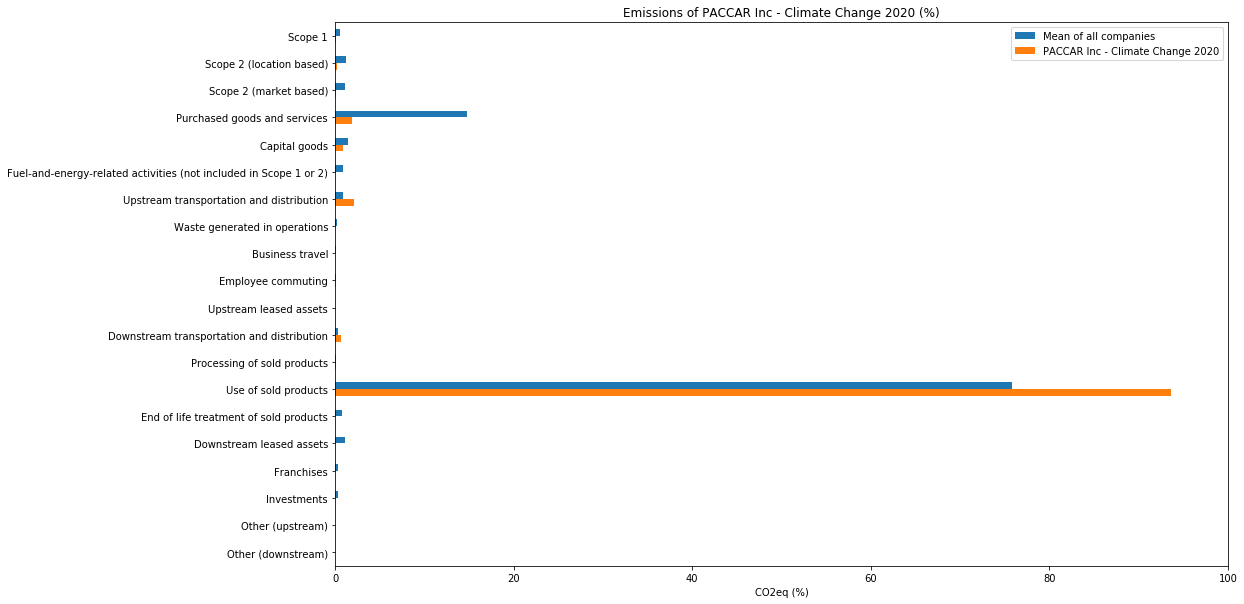 Emissions of PACCAR Inc - Climate Change 2020 (%)
Mean of all companies
PACCAR Inc - Climate Change 2020
Scope 1
Scope 2 (location based)
Scope 2 (market based)
Purchased goods and services
Capital goods
Fuel-and-energy-related activities (not included in Scope 1 or 2)
Upstream transportation and distribution
Waste generated in operations
Business travel
Employee commuting
Upstream leased assets
Downstream transportation and distribution
Processing of sold products
Use of sold products
End of life treatment of sold products
Downstream leased assets
Franchises
Investments
Other (upstream)
Other (downstream)
0 20 40 60 80 100
CO2eq (%)